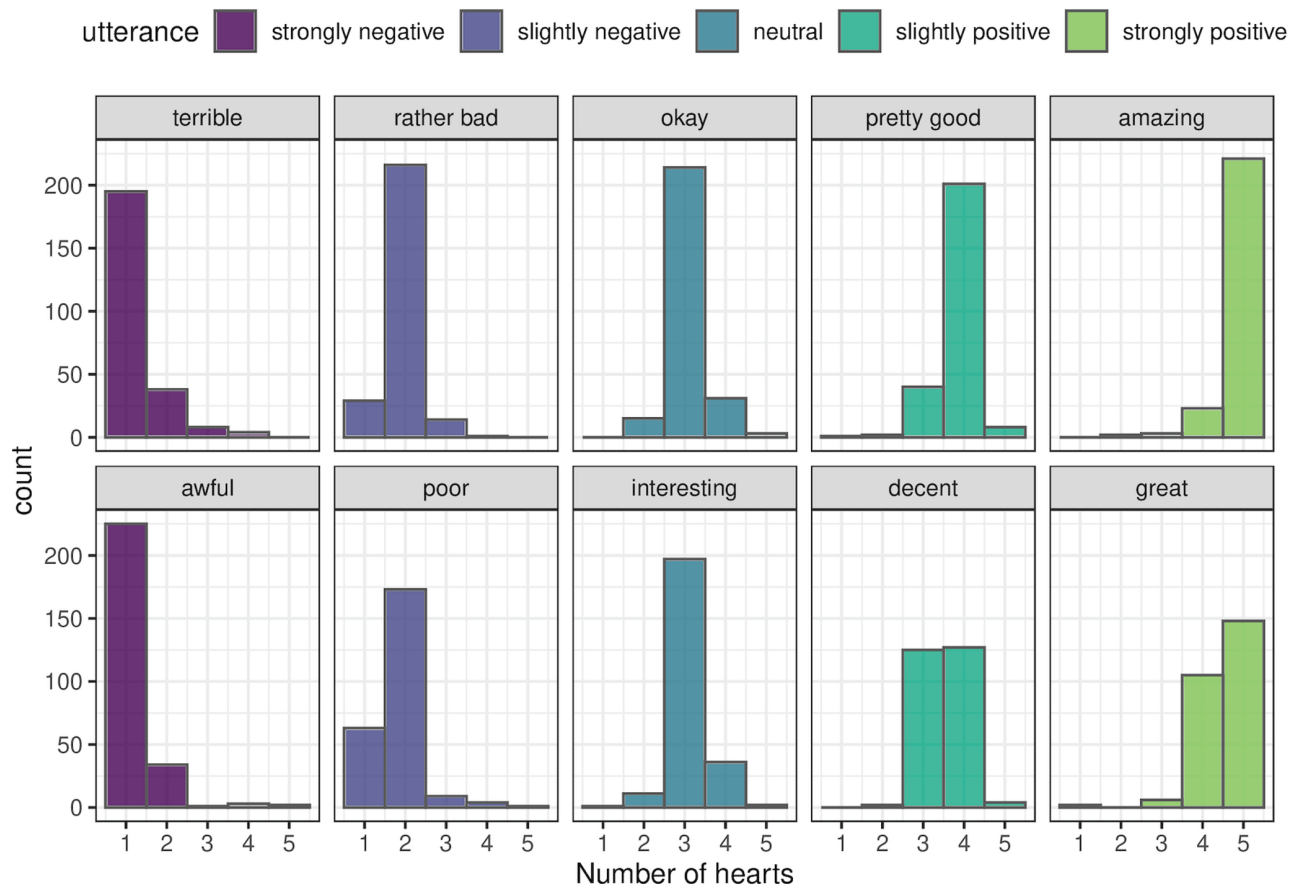 utterance strongly negative slightly negative neutral slightly positive strongly positive
terrible rather bad okay pretty good amazing
200
150
100
50
0
count
awful poor interesting decent great
200
150
100
50
0
1 2 3 4 5 1 2 3 4 5 1 2 3 4 5 1 2 3 4 5 1 2 3 4 5
Number of hearts